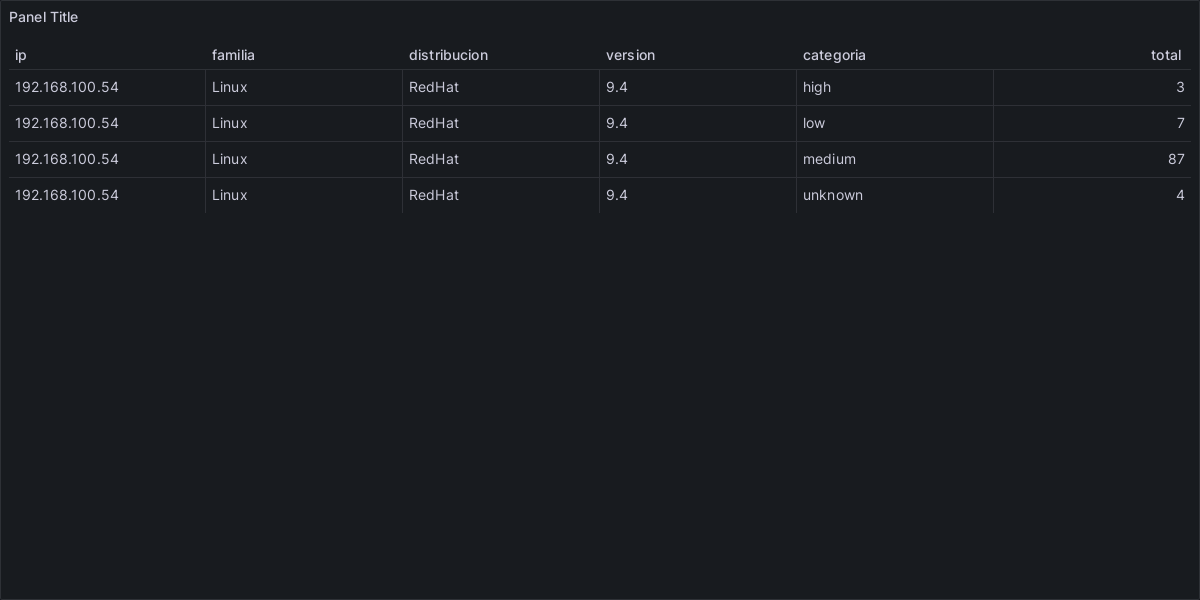 Panel Title
ip familia distribucion version categoria total
192.168.100.54 Linux RedHat 9.4 high 3
192.168.100.54 Linux RedHat 9.4 low 7
192.168.100.54 Linux RedHat 9.4 medium 87
192.168.100.54 Linux RedHat 9.4 unknown 4